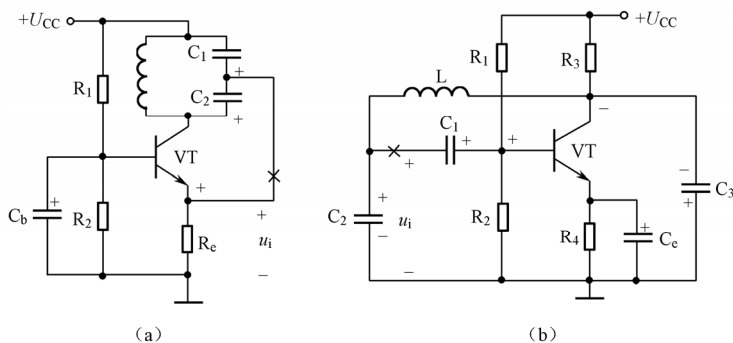 +UCC
C1
R1
C2
VT
Cb
R2
Re
ui
+
+
+
+
+
−
(a)
+UCC
R1
R3
L
C1
VT
C2
ui
R2
R4
Ce
C3
+
+
+
+
+
+
−
−
−
−
(b)